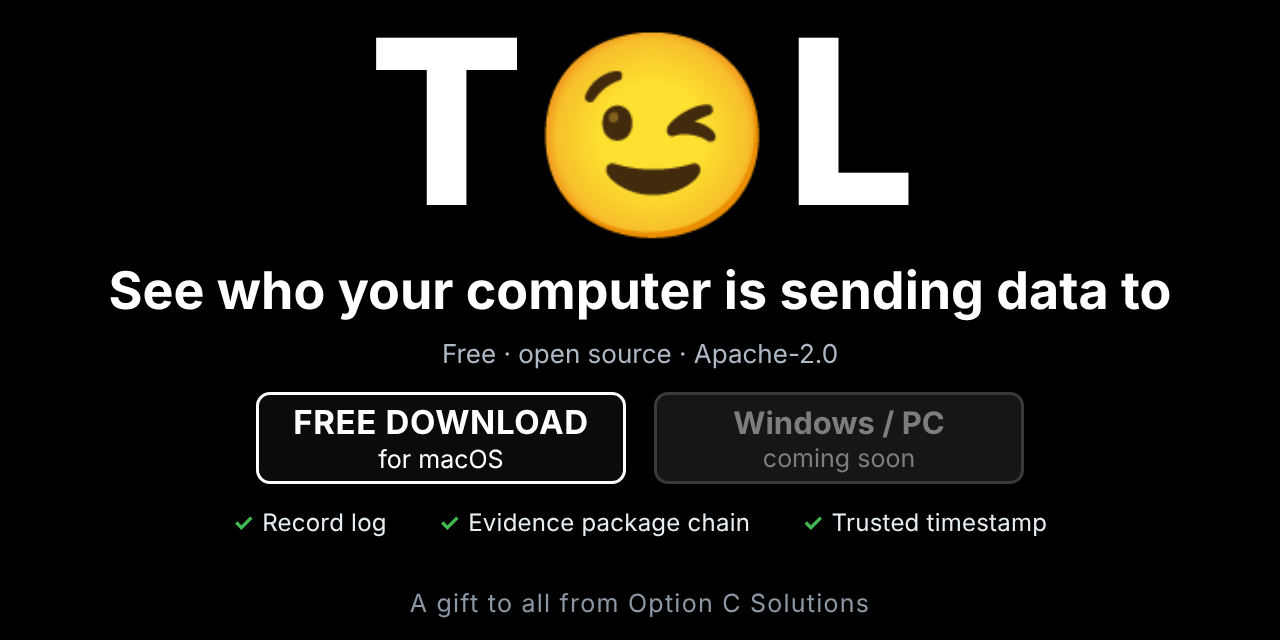 T😉L
See who your computer is sending data to
Free · open source · Apache-2.0
FREE DOWNLOAD
for macOS
Windows / PC
coming soon
✓ Record log ✓ Evidence package chain ✓ Trusted timestamp
A gift to all from Option C Solutions